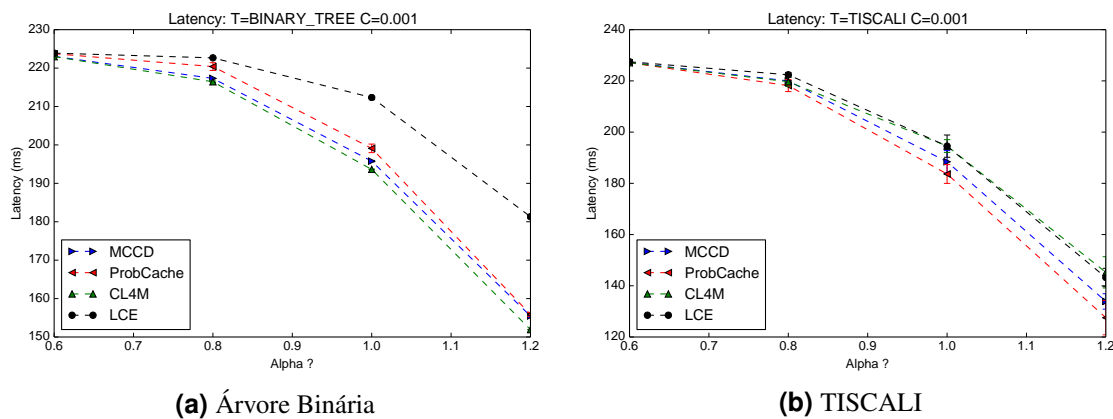 Latency: T=BINARY_TREE C=0.001
230
220
210
200
190
180
170
160
150
Latency (ms)
MCCD
ProbCache
CL4M
LCE
0.6 0.7 0.8 0.9 1.0 1.1 1.2
Alpha ?
(a) Árvore Binária
Latency: T=TISCALI C=0.001
240
220
200
180
160
140
120
Latency (ms)
MCCD
ProbCache
CL4M
LCE
0.6 0.7 0.8 0.9 1.0 1.1 1.2
Alpha ?
(b) TISCALI